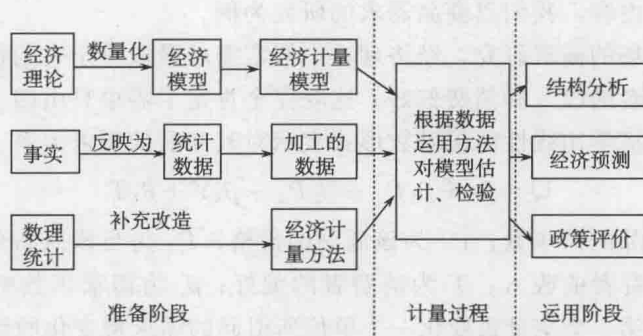 经济
理论
数量化
经济
模型
经济计量
模型
事实
反映为
统计
数据
加工的
数据
数理
统计
补充改造
经济计
量方法
根据数据
运用方法
对模型估
计、检验
结构分析
经济预测
政策评价
准备阶段
计量过程
运用阶段